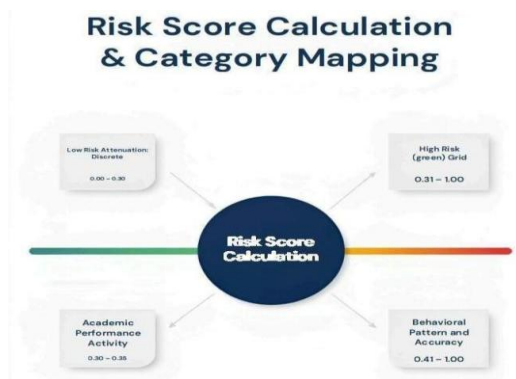 Risk Score Calculation
& Category Mapping
Low Risk Attenuation:
Discrete
0.00 – 0.30
High Risk
(green) Grid
0.31 – 1.00
Risk Score
Calculation
Academic
Performance
Activity
0.30 – 0.35
Behavioral
Pattern and
Accuracy
0.41 – 1.00